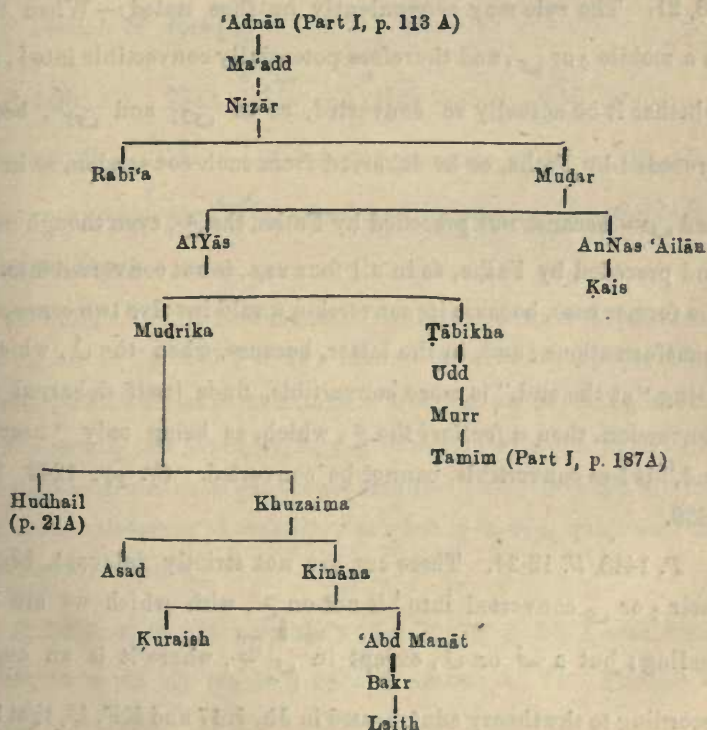 ‘Adnān (Part I, p. 113 A)
Ma‘add
Nizār
Rabī‘a Muḍar
AlYās AnNas ‘Ailān
Ḳais
Mudrika Ṭābikha
Udd
Murr
Tamīm (Part I, p. 187A)
Hudhail Khuzaima
(p. 21A)
Asad Kināna
Ḳuraish ‘Abd Manāt
Bakr
Laith